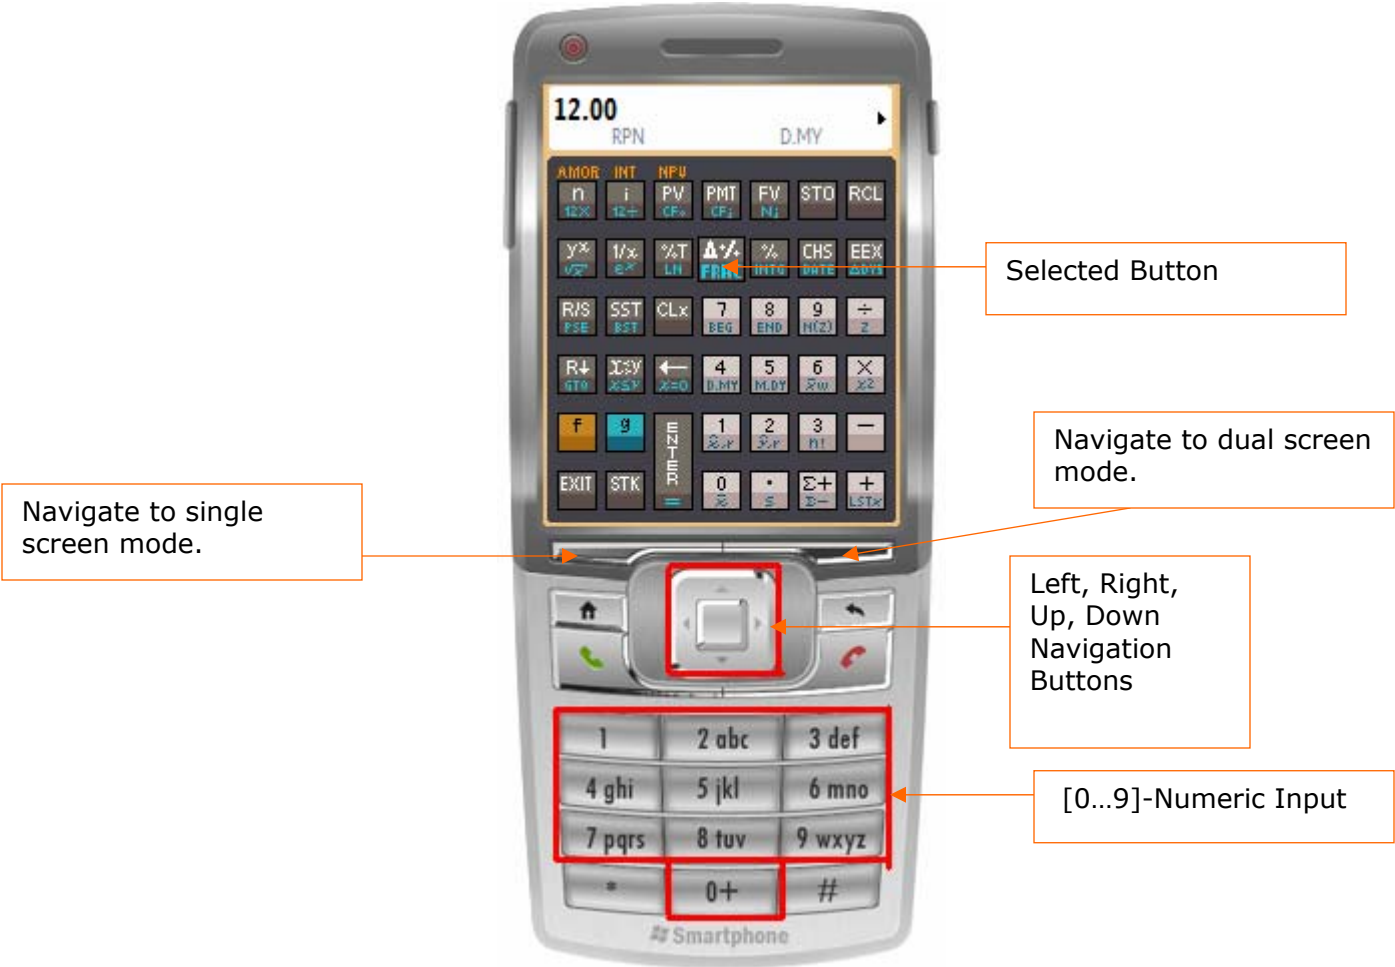 12.00
RPN D.MY
AMOR INT NPV
n i PV PMT FV STO RCL
12× 12÷ CF₀ CFj Nj
yˣ 1/x %T Δ% % CHS EEX
√x eˣ LN FRAC INTG DATE ΔDYS
R/S SST CLx 7 8 9 ÷
PSE BST BEG END
R↓ x≶y ← 4 5 6 ×
GTO x≤y x=0 D.MY M.DY x̄w x²
f g ENTER 1 2 3 −
x̂,r ŷ,r n!
EXIT STK 0 • Σ+ +
= x̄ s Σ− LSTx
Selected Button
Navigate to dual screen
mode.
Navigate to single
screen mode.
Left, Right,
Up, Down
Navigation
Buttons
1 2 abc 3 def
4 ghi 5 jkl 6 mno
[0...9]-Numeric Input
7 pqrs 8 tuv 9 wxyz
* 0+ #
Smartphone